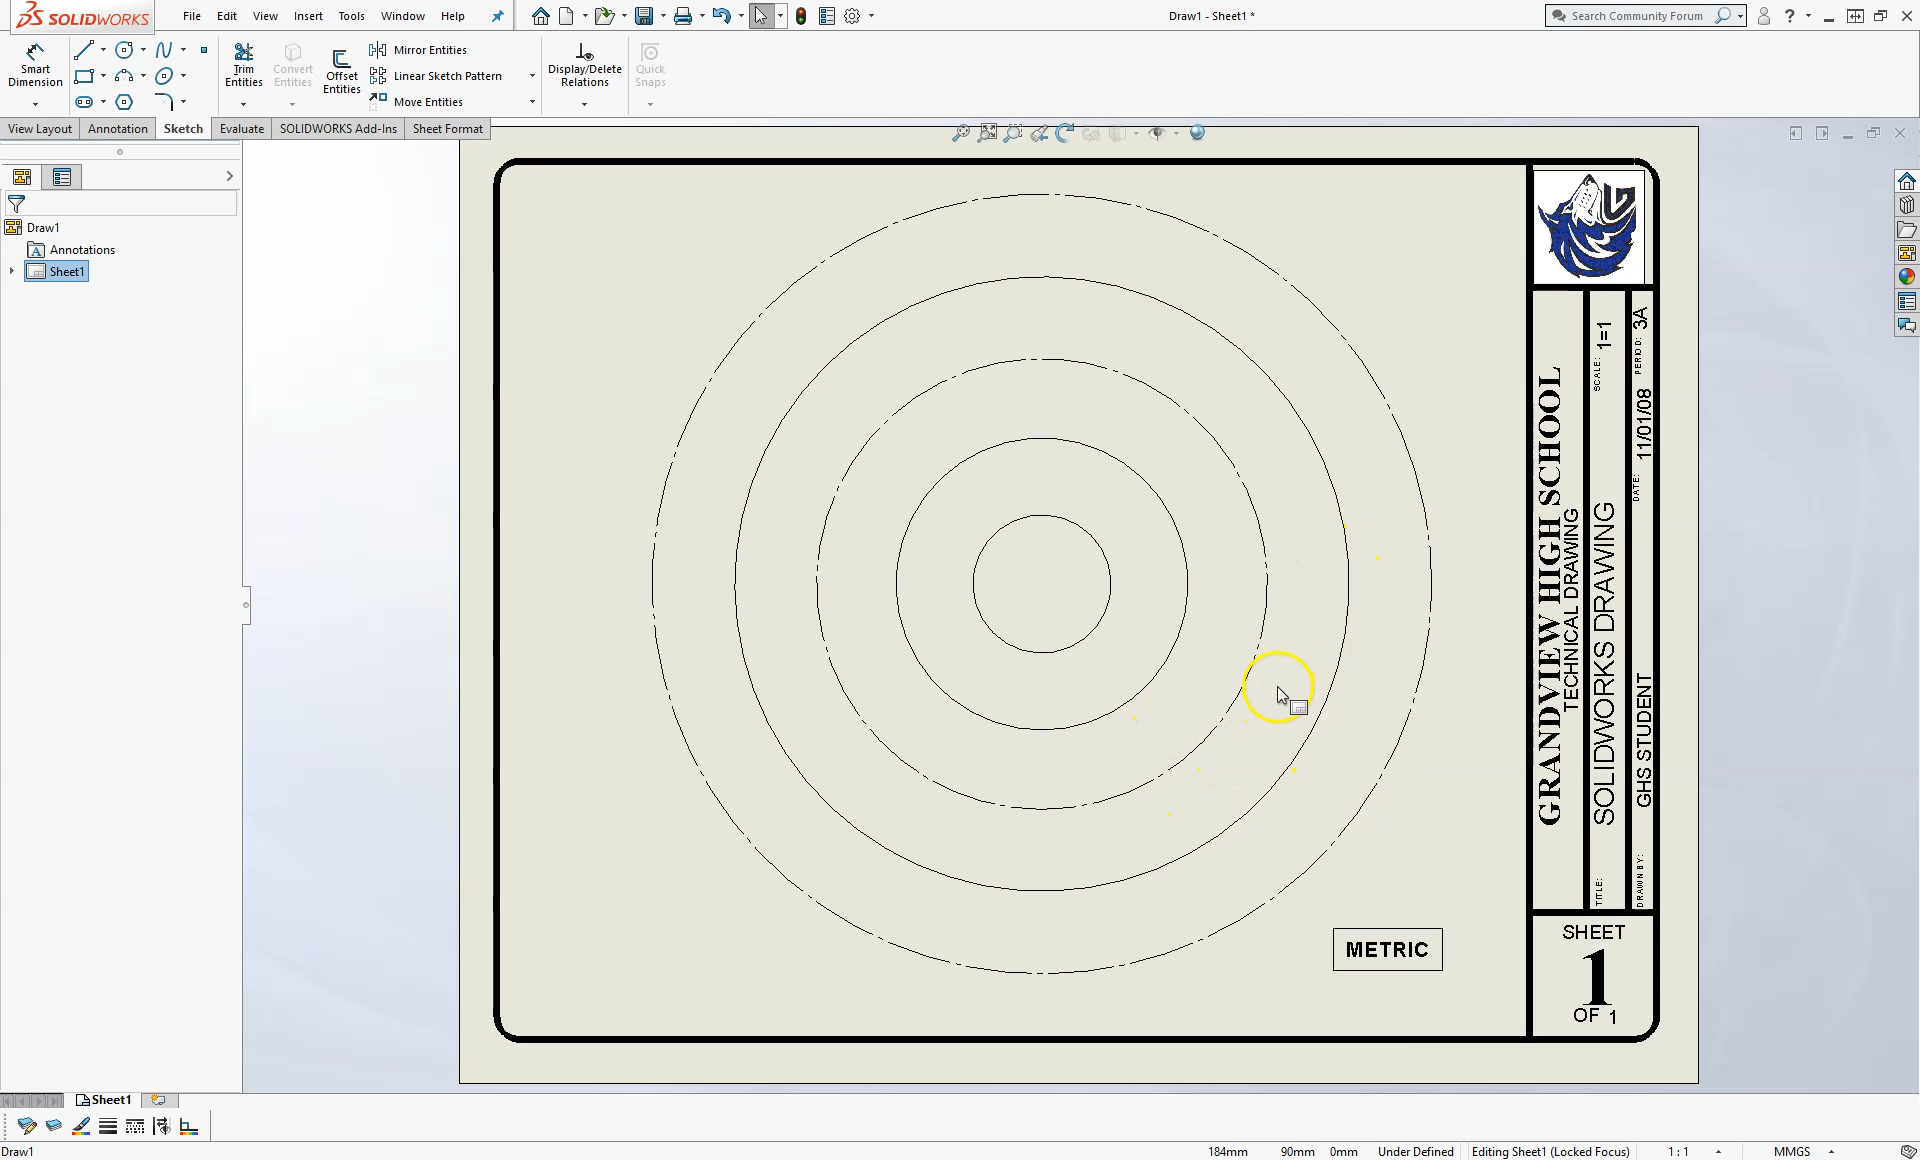 SOLIDWORKS
File Edit View Insert Tools Window Help
Draw1 - Sheet1 *
Search Community Forum
?
Smart Dimension
Trim Entities
Convert Entities
Offset Entities
Mirror Entities
Linear Sketch Pattern
Move Entities
Display/Delete Relations
Quick Snaps
View Layout Annotation Sketch Evaluate SOLIDWORKS Add-Ins Sheet Format
Draw1
Annotations
Sheet1
GRANDVIEW HIGH SCHOOL
TECHNICAL DRAWING
TITLE: SOLIDWORKS DRAWING SCALE: 1=1
DRAWN BY: GHS STUDENT DATE: 11/01/08 PERIOD: 3A
METRIC
SHEET
1
OF 1
Sheet1
Draw1
184mm 90mm 0mm Under Defined Editing Sheet1 (Locked Focus) 1 : 1 MMGS